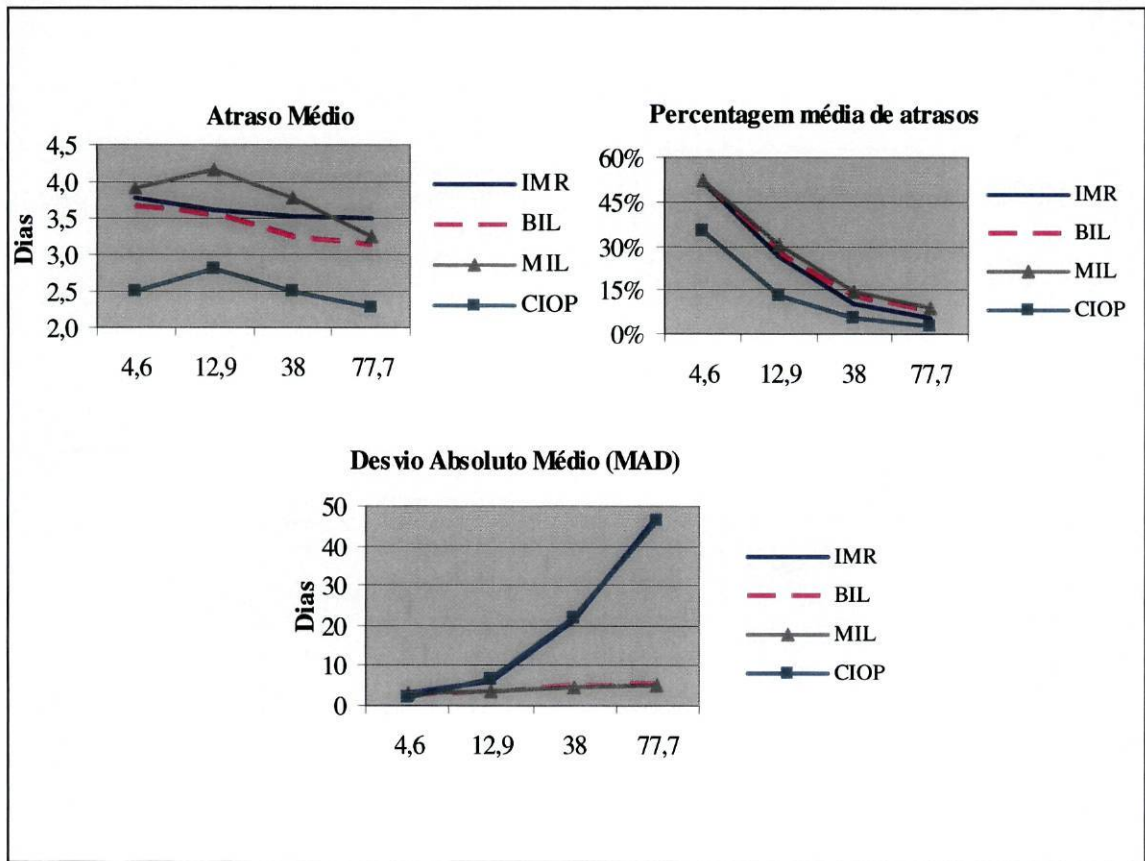 Atraso Médio
4,5
4,0
3,5
3,0
2,5
2,0
Dias
4,6 12,9 38 77,7
IMR
BIL
MIL
CIOP
Percentagem média de atrasos
60%
45%
30%
15%
0%
4,6 12,9 38 77,7
IMR
BIL
MIL
CIOP
Desvio Absoluto Médio (MAD)
50
40
30
20
10
0
Dias
4,6 12,9 38 77,7
IMR
BIL
MIL
CIOP